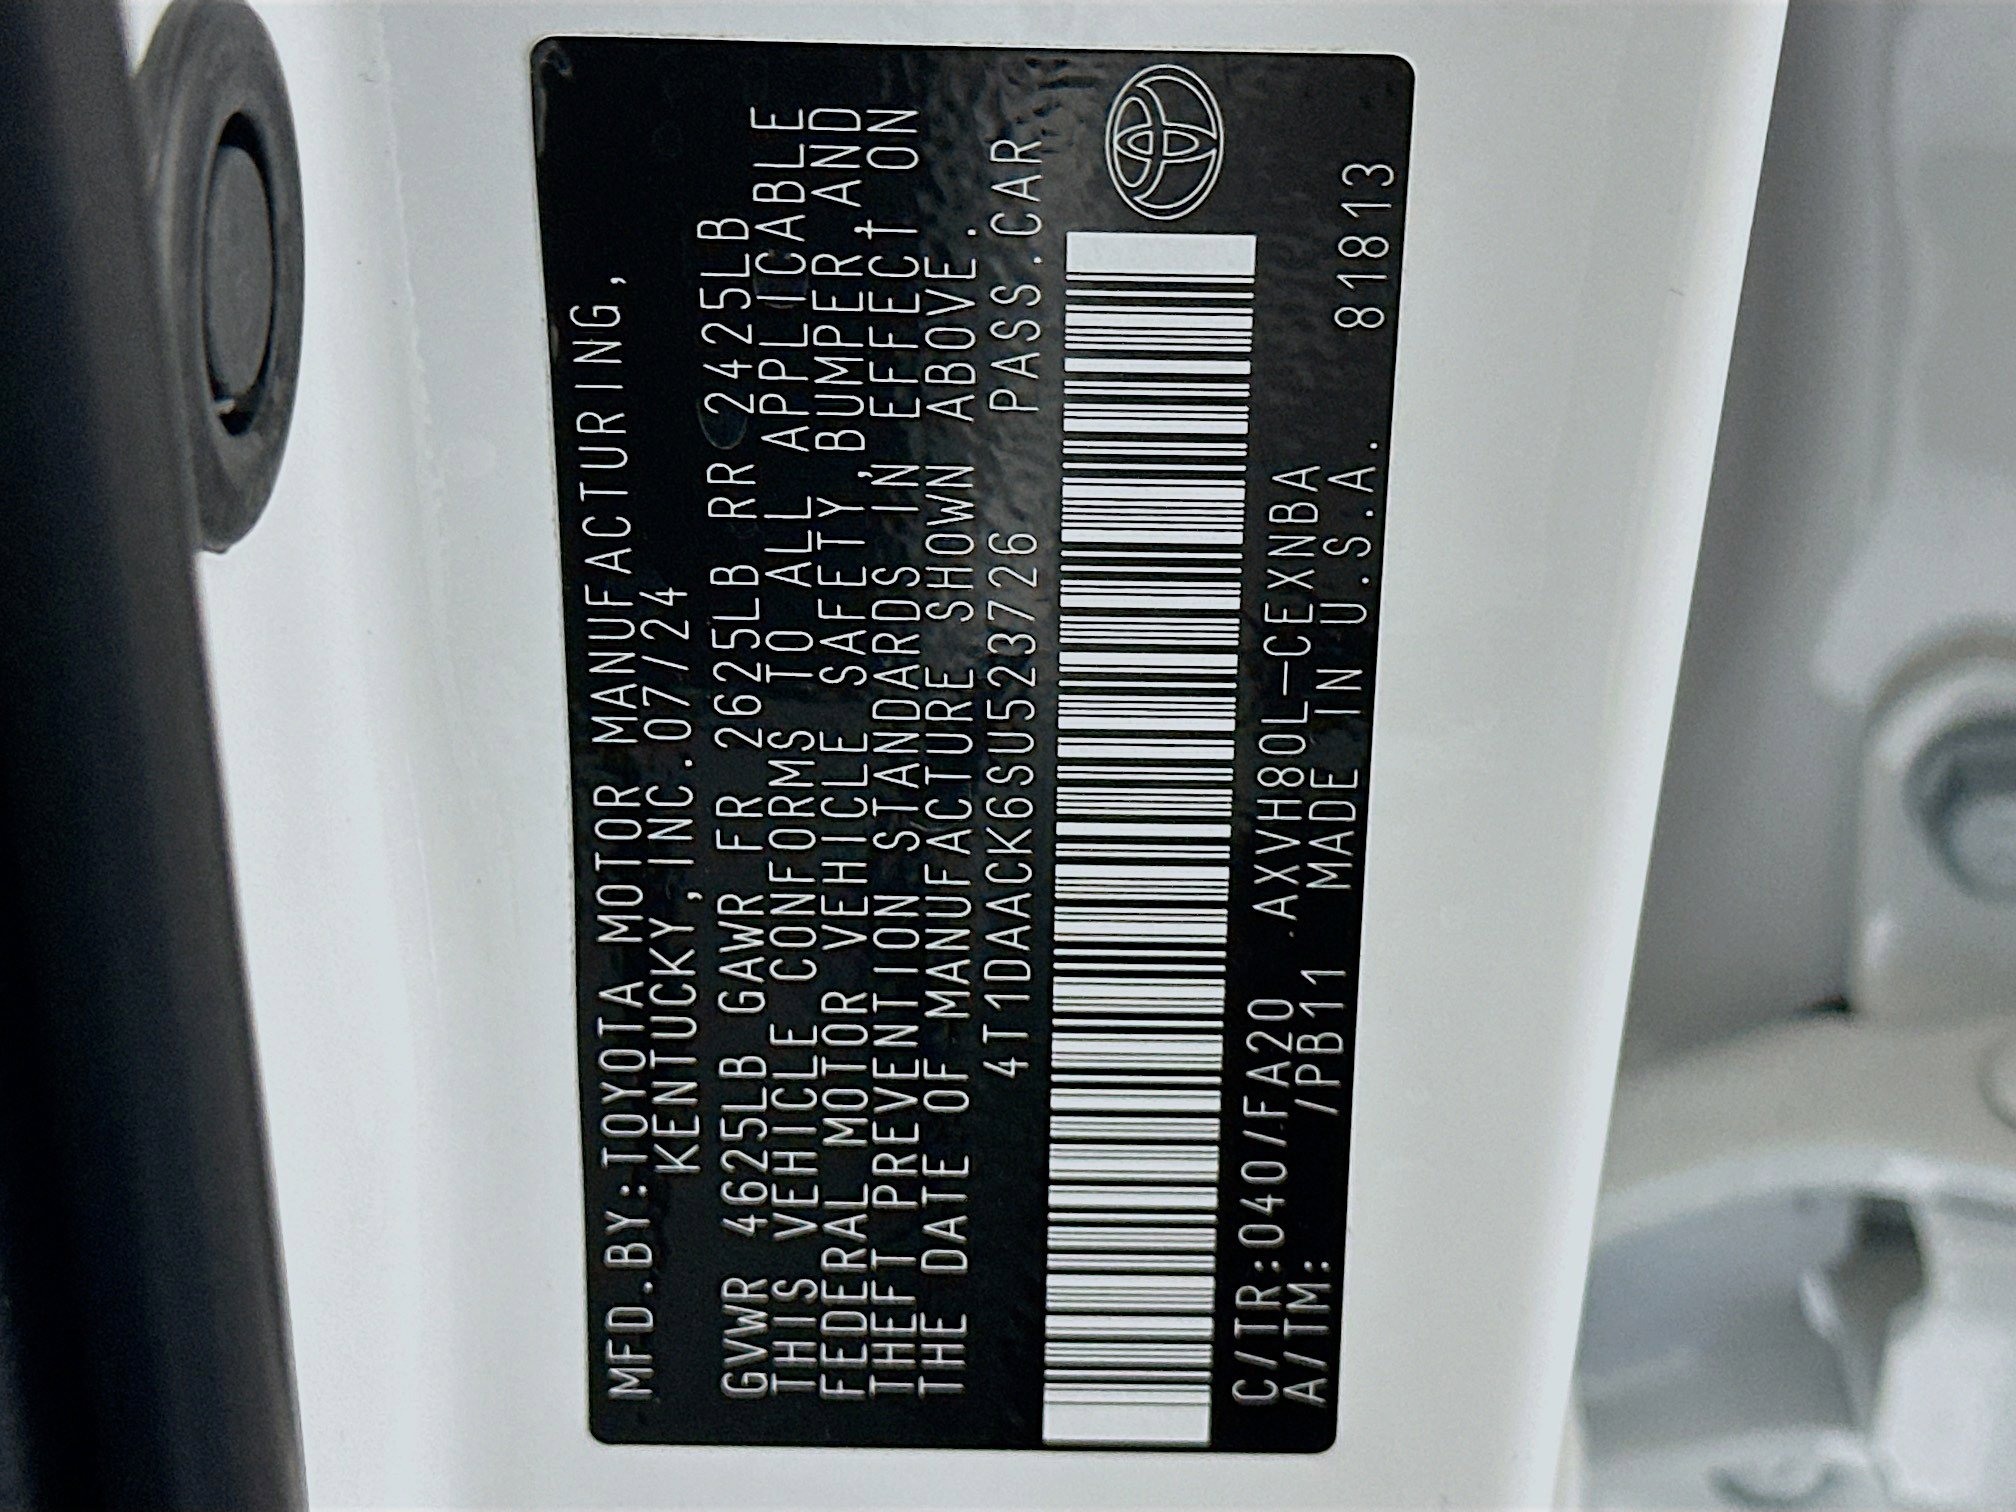 MFD.BY:TOYOTA MOTOR MANUFACTURING,
KENTUCKY,INC.07/24
GVWR 4625LB GAWR FR 2625LB RR 2425LB
THIS VEHICLE CONFORMS TO ALL APPLICABLE
FEDERAL MOTOR VEHICLE SAFETY,BUMPER,AND
THEFT PREVENTION STANDARDS IN EFFECT ON
THE DATE OF MANUFACTURE SHOWN ABOVE.
4T1DAACK6SU523726 PASS.CAR
C/TR:040/FA20 AXVH80L-CEXNBA
A/TM: /PB11 MADE IN U.S.A. 81813